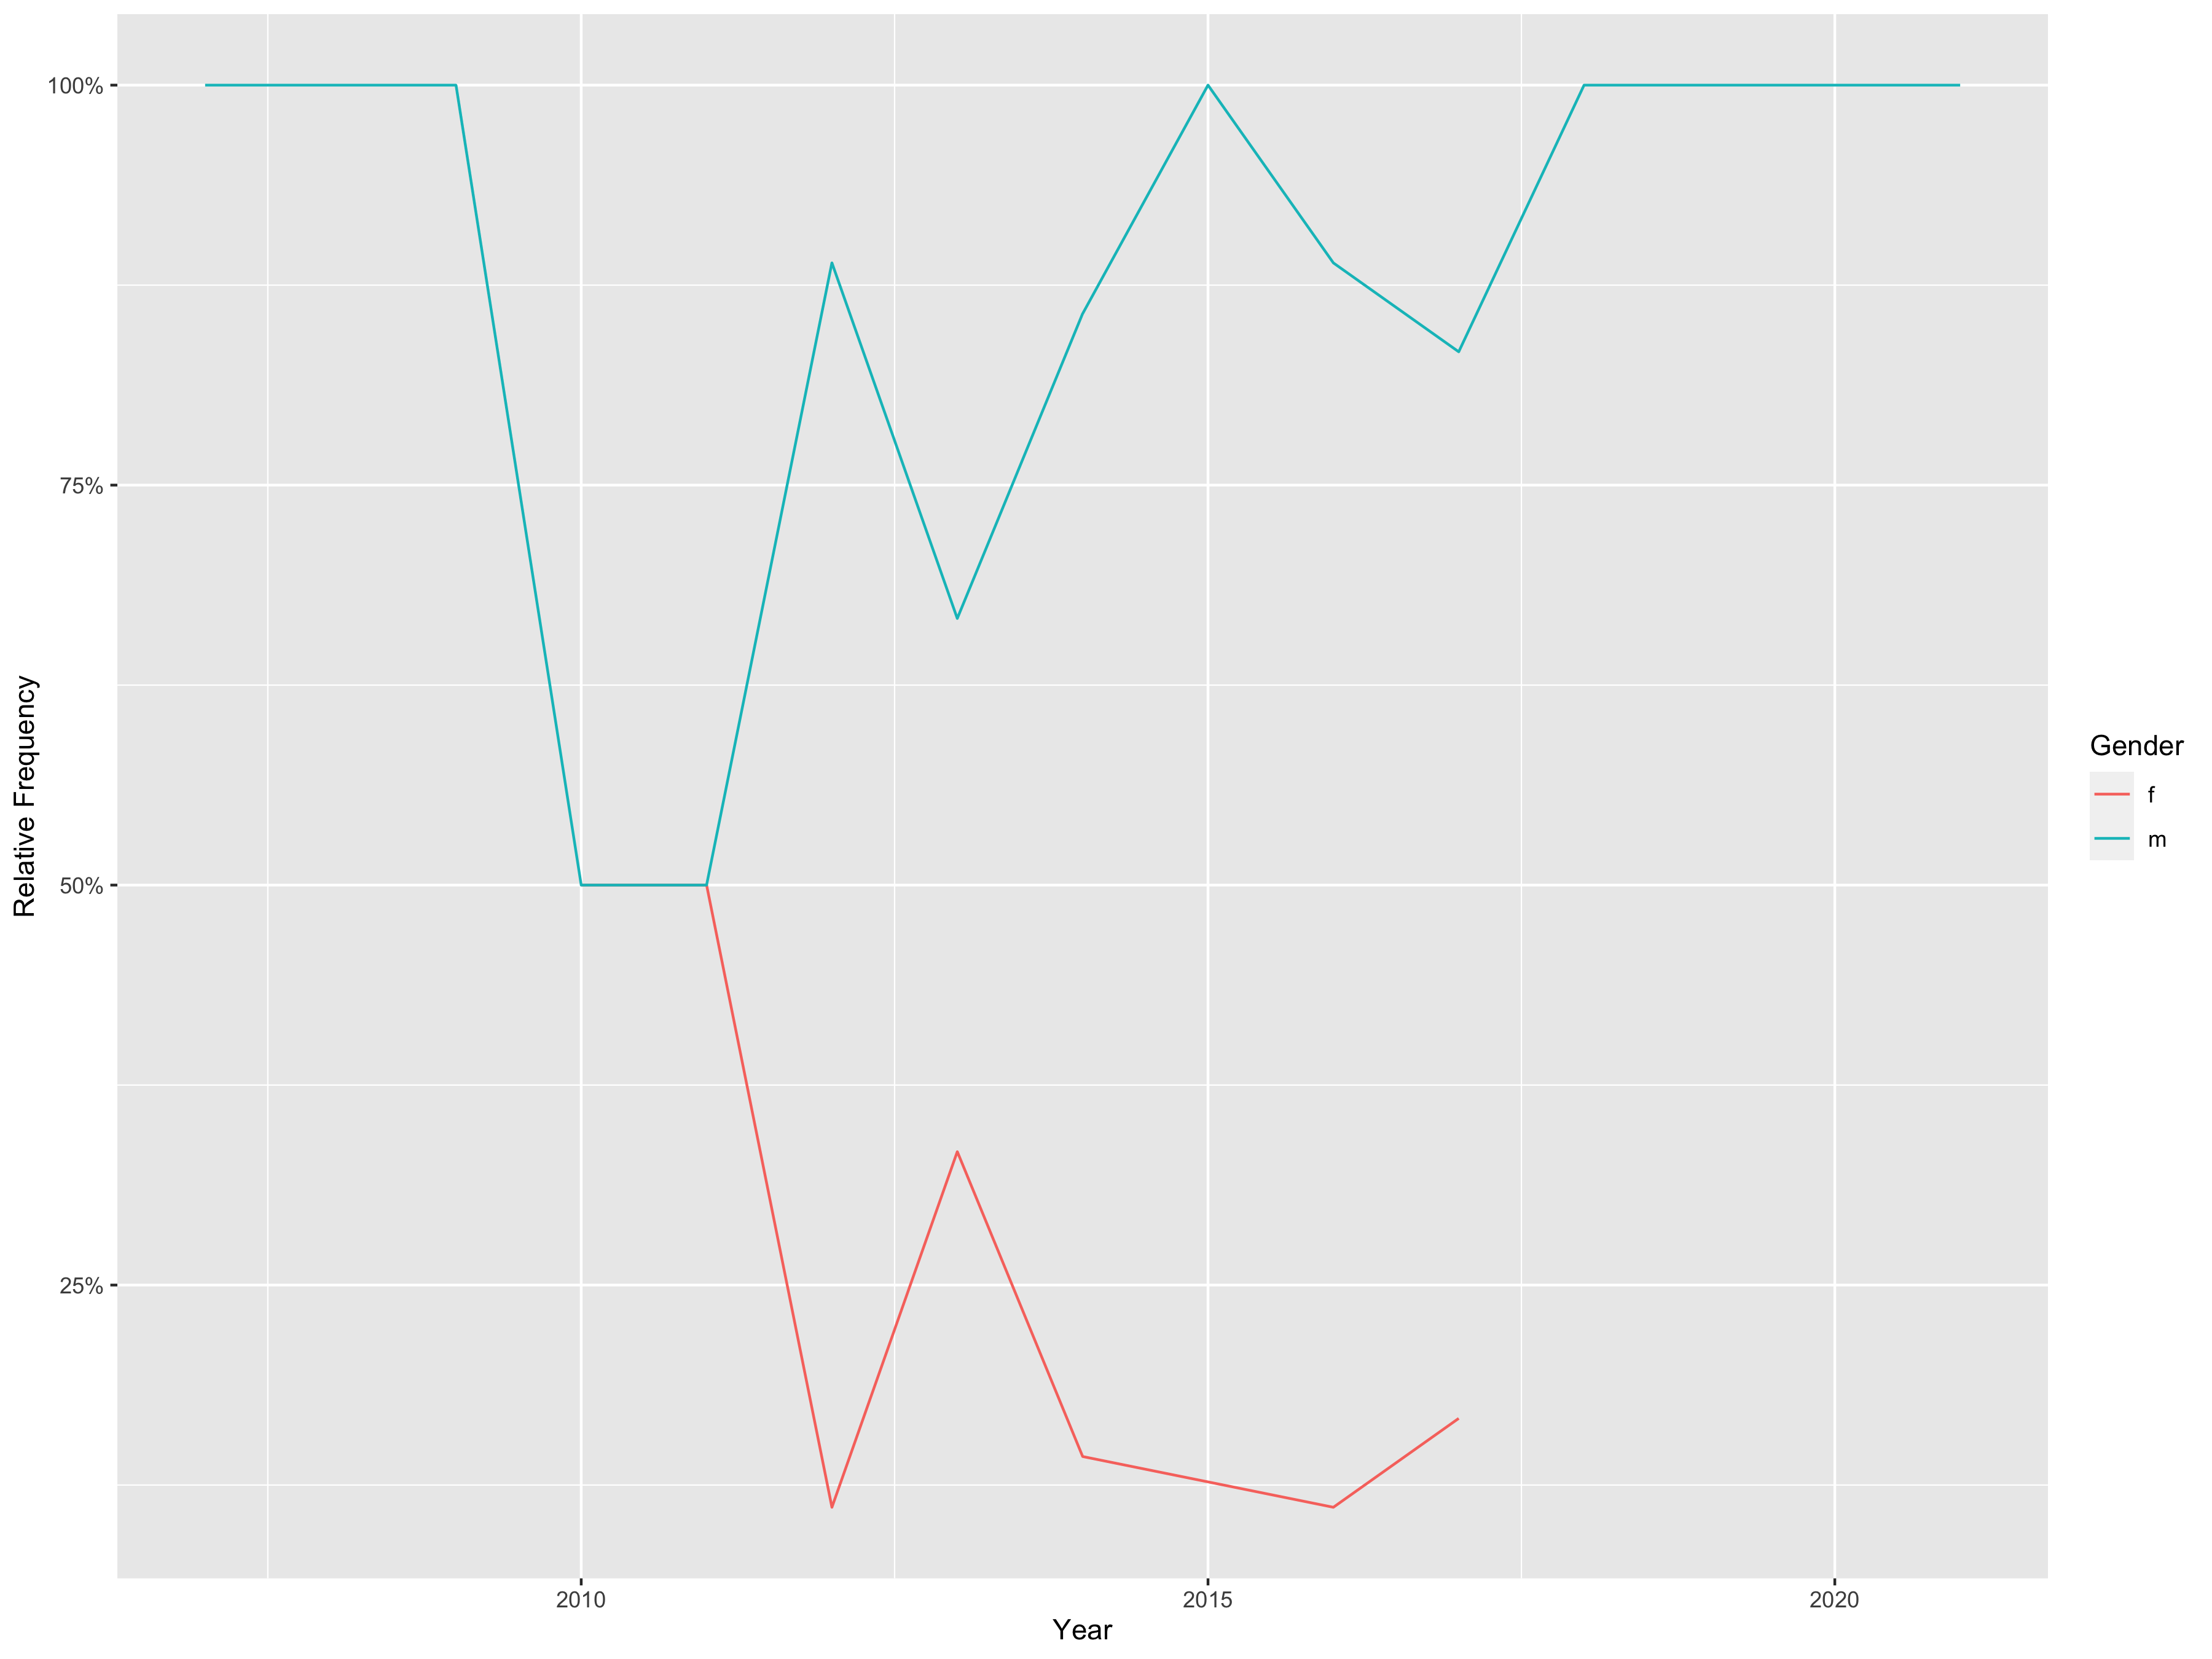 100%
75%
50%
25%
Relative Frequency
2010
2015
2020
Year
Gender
f
m